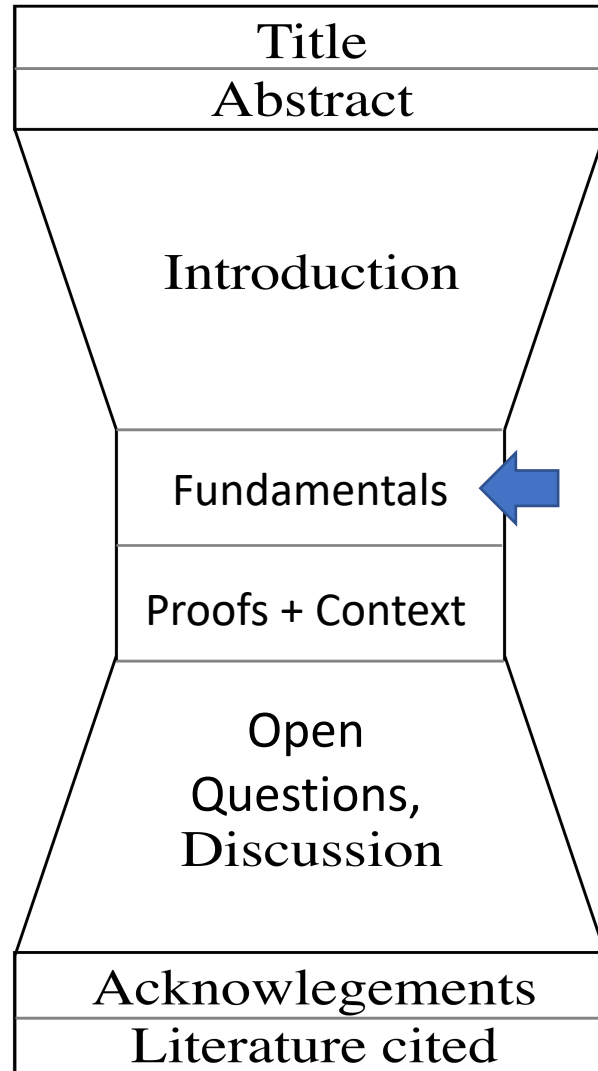 Title
Abstract
Introduction
Fundamentals
Proofs + Context
Open
Questions,
Discussion
Acknowlegements
Literature cited